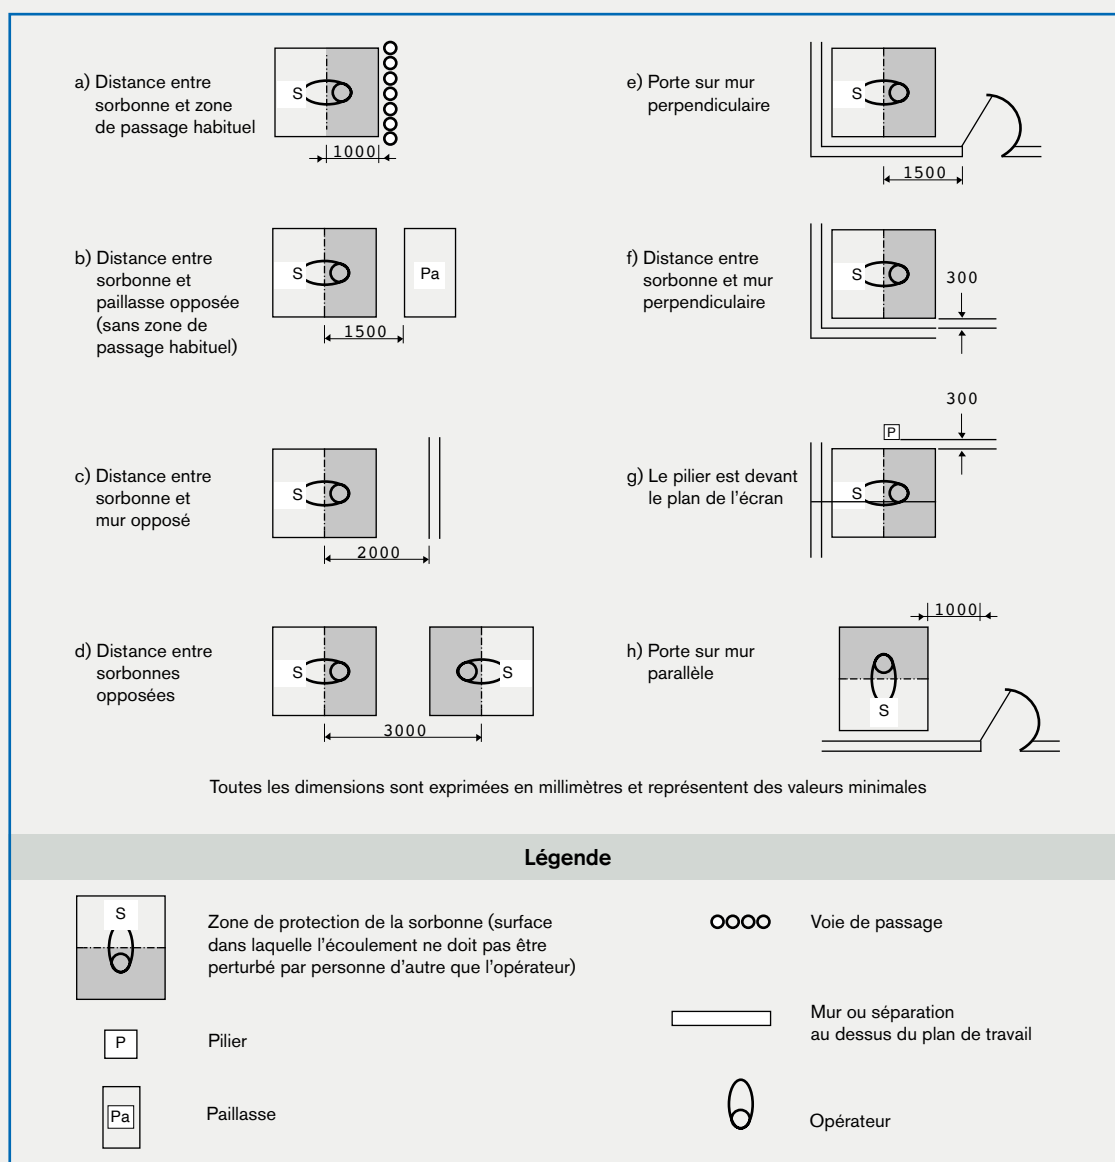 a) Distance entre
sorbonne et zone
de passage habituel
S
1000
b) Distance entre
sorbonne et
paillasse opposée
(sans zone de
passage habituel)
S
Pa
1500
c) Distance entre
sorbonne et
mur opposé
S
2000
d) Distance entre
sorbonnes
opposées
S
S
3000
e) Porte sur mur
perpendiculaire
S
1500
f) Distance entre
sorbonne et mur
perpendiculaire
S
300
g) Le pilier est devant
le plan de l'écran
P
S
300
h) Porte sur mur
parallèle
S
1000
Toutes les dimensions sont exprimées en millimètres et représentent des valeurs minimales
Légende
S
Zone de protection de la sorbonne (surface
dans laquelle l'écoulement ne doit pas être
perturbé par personne d'autre que l'opérateur)
P
Pilier
Pa
Paillasse
Voie de passage
Mur ou séparation
au dessus du plan de travail
Opérateur